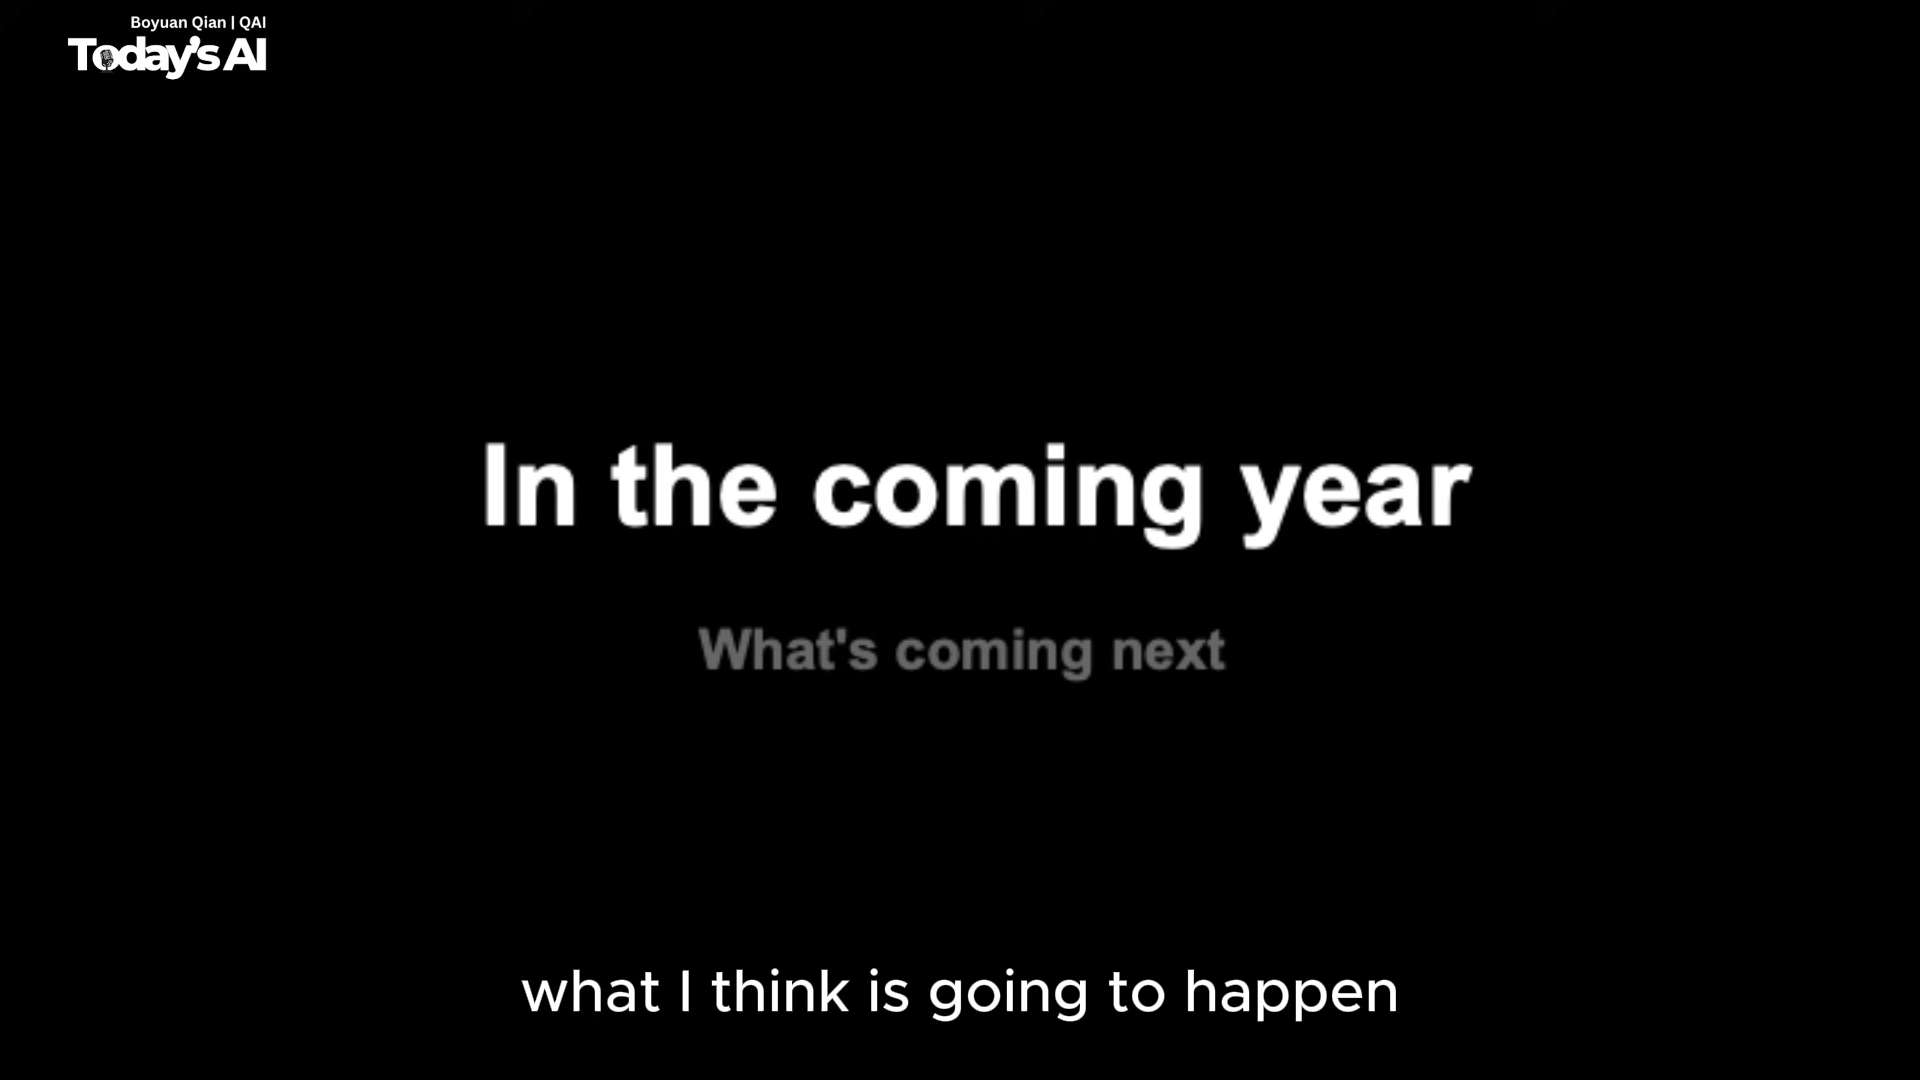 Boyuan Qian | QAI
Today's AI
In the coming year
What's coming next
what I think is going to happen